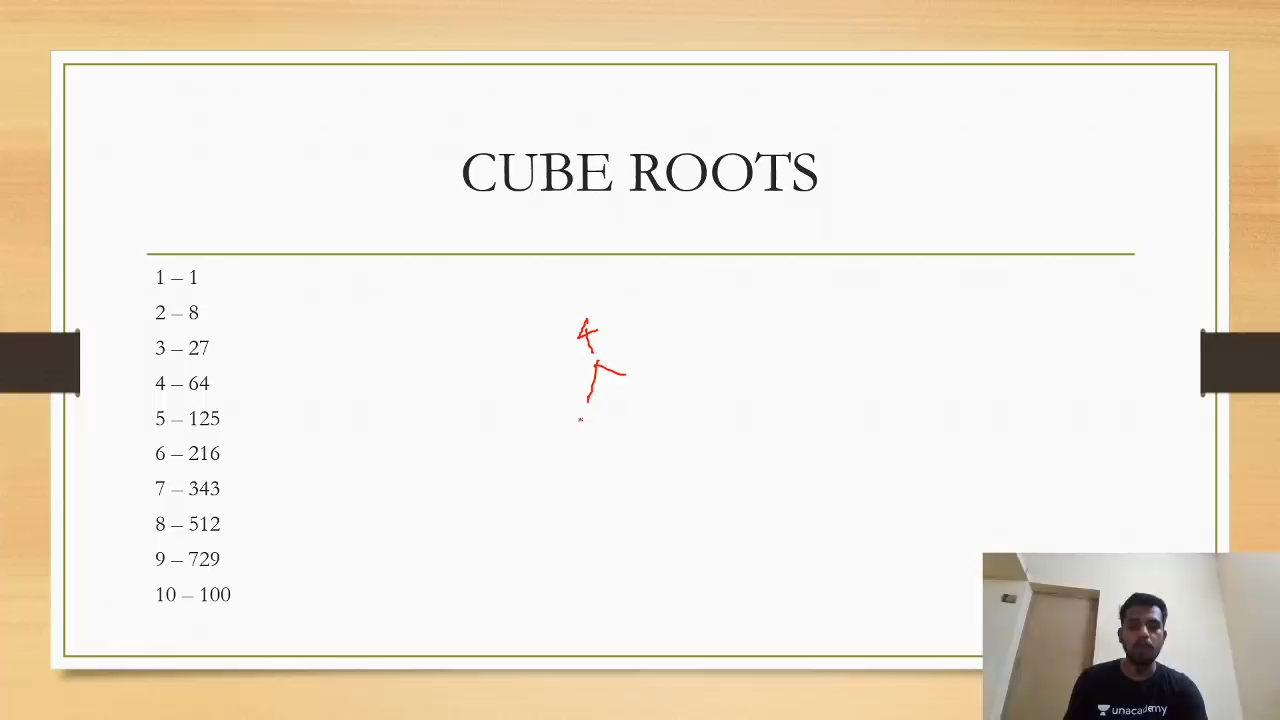 CUBE ROOTS
1 – 1
2 – 8
3 – 27
4 – 64
5 – 125
6 – 216
7 – 343
8 – 512
9 – 729
10 – 100
4
unacademy